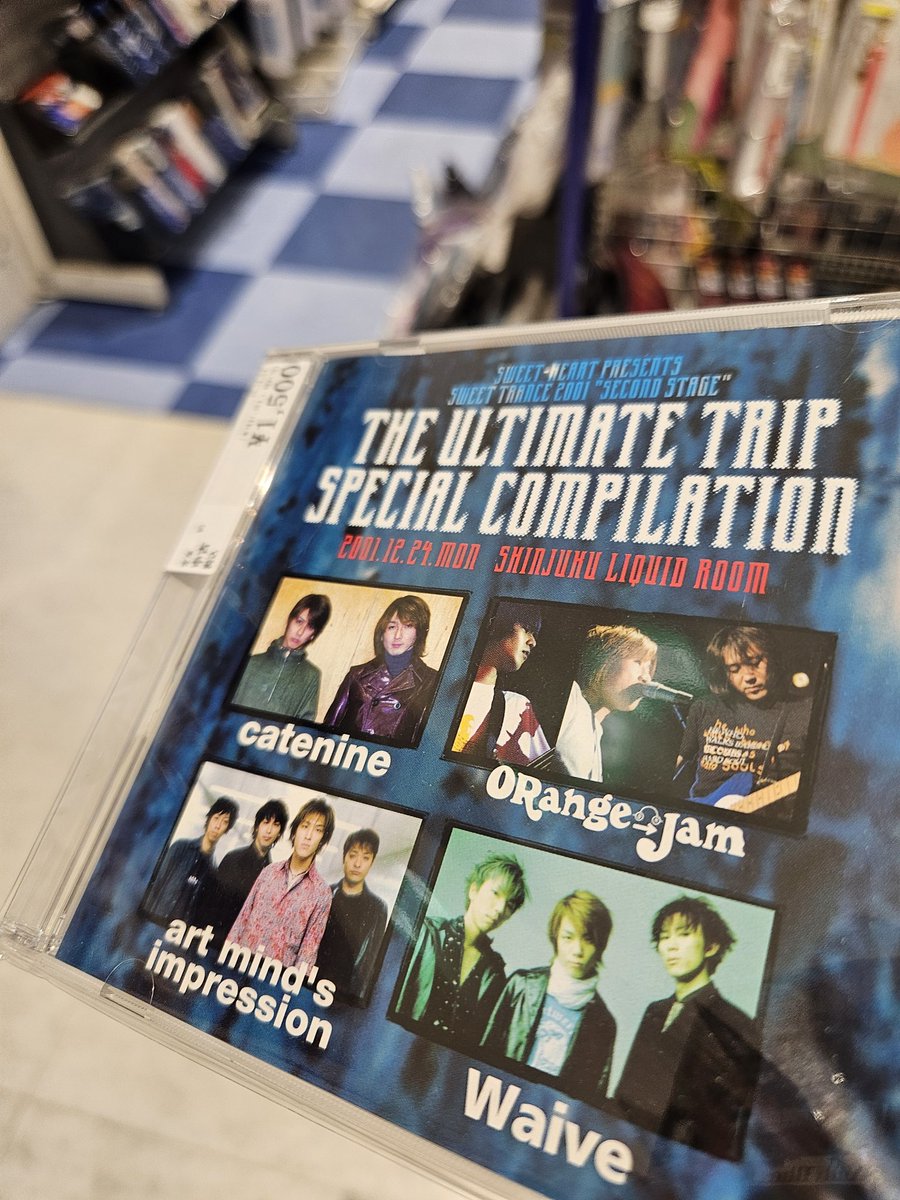 SWEET-HEART PRESENTS
SWEET TRANCE 2001 "SECOND STAGE"
THE ULTIMATE TRIP
SPECIAL COMPILATION
2001.12.24.MON SHINJUKU LIQUID ROOM
catenine
ORange→Jam
art mind's
impression
Waive
¥1,500